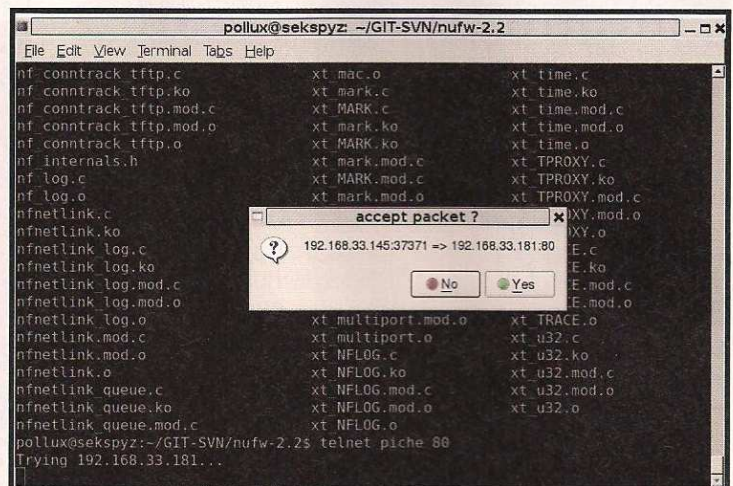 pollux@sekspyz: ~/GIT-SVN/nufw-2.2
File Edit View Terminal Tabs Help
nf_conntrack_tftp.c xt_mac.o xt_time.c
nf_conntrack_tftp.ko xt_mark.c xt_time.ko
nf_conntrack_tftp.mod.c xt_MARK.c xt_time.mod.c
nf_conntrack_tftp.mod.o xt_mark.ko xt_time.mod.o
nf_conntrack_tftp.o xt_MARK.ko xt_time.o
nf_internals.h xt_mark.mod.c xt_TPROXY.c
nf_log.c xt_MARK.mod.c xt_TPROXY.ko
nf_log.o xt_mark.mod.o xt_TPROXY.mod.c
nfnetlink.c XY.mod.o
nfnetlink.ko XY.o
nfnetlink_log.c E.c
nfnetlink_log.ko E.ko
nfnetlink_log.mod.c E.mod.c
nfnetlink_log.mod.o E.mod.o
accept packet ?
192.168.33.145:37371 => 192.168.33.181:80
No Yes
nfnetlink_log.o xt_multiport.mod.o xt_TRACE.o
nfnetlink.mod.c xt_multiport.o xt_u32.c
nfnetlink.mod.o xt_NFLOG.c xt_u32.ko
nfnetlink.o xt_NFLOG.ko xt_u32.mod.c
nfnetlink_queue.c xt_NFLOG.mod.c xt_u32.mod.o
nfnetlink_queue.ko xt_NFLOG.mod.o xt_u32.o
nfnetlink_queue.mod.c xt_NFLOG.o
pollux@sekspyz:~/GIT-SVN/nufw-2.2$ telnet piche 80
Trying 192.168.33.181...